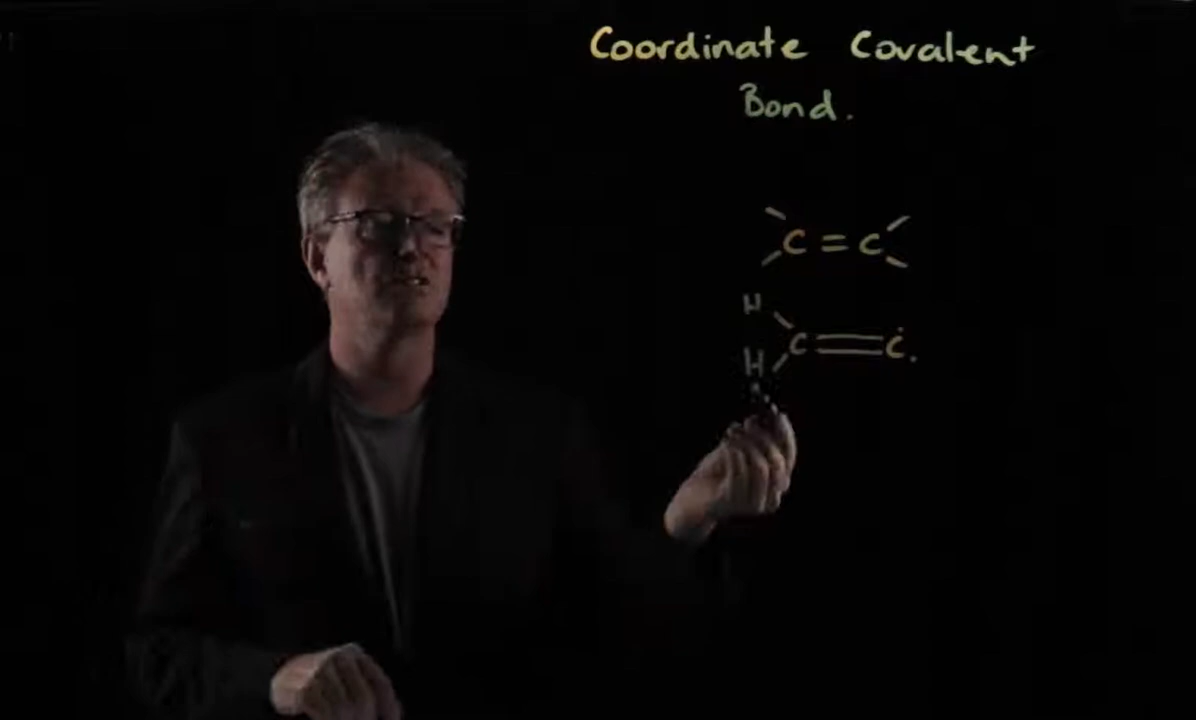 Coordinate Covalent
Bond.
C = C
H
C = C
H